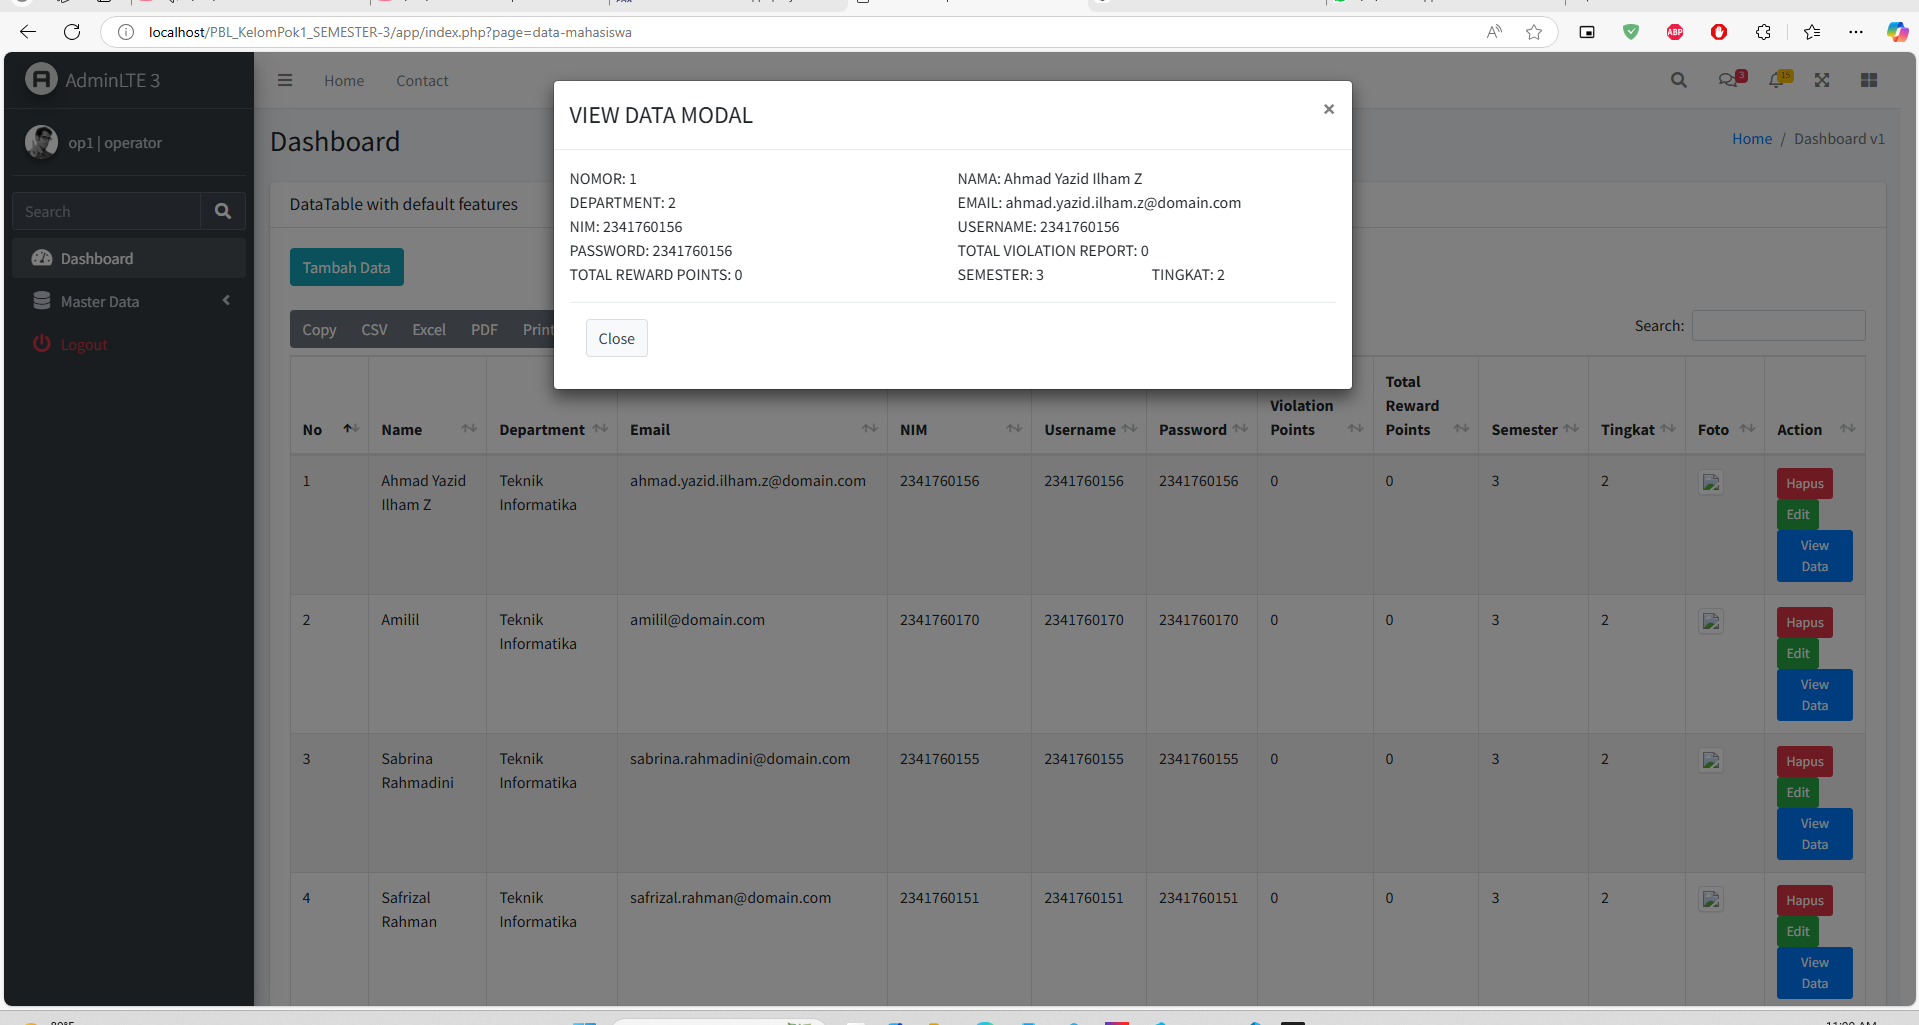 localhost/PBL_KelomPok1_SEMESTER-3/app/index.php?page=data-mahasiswa
AdminLTE 3
Home
Contact
3
15
op1 | operator
Search
Dashboard
Master Data
Logout
Dashboard
Home / Dashboard v1
DataTable with default features
Tambah Data
Copy CSV Excel PDF Print
Search:
VIEW DATA MODAL
×
NOMOR: 1
NAMA: Ahmad Yazid Ilham Z
DEPARTMENT: 2
EMAIL: ahmad.yazid.ilham.z@domain.com
NIM: 2341760156
USERNAME: 2341760156
PASSWORD: 2341760156
TOTAL VIOLATION REPORT: 0
TOTAL REWARD POINTS: 0
SEMESTER: 3
TINGKAT: 2
Close
No
Name
Department
Email
NIM
Username
Password
Violation
Points
Total
Reward
Points
Semester
Tingkat
Foto
Action
1
Ahmad Yazid
Ilham Z
Teknik
Informatika
ahmad.yazid.ilham.z@domain.com
2341760156
2341760156
2341760156
0
0
3
2
Hapus
Edit
View
Data
2
Amilil
Teknik
Informatika
amilil@domain.com
2341760170
2341760170
2341760170
0
0
3
2
Hapus
Edit
View
Data
3
Sabrina
Rahmadini
Teknik
Informatika
sabrina.rahmadini@domain.com
2341760155
2341760155
2341760155
0
0
3
2
Hapus
Edit
View
Data
4
Safrizal
Rahman
Teknik
Informatika
safrizal.rahman@domain.com
2341760151
2341760151
2341760151
0
0
3
2
Hapus
Edit
View
Data
ABP